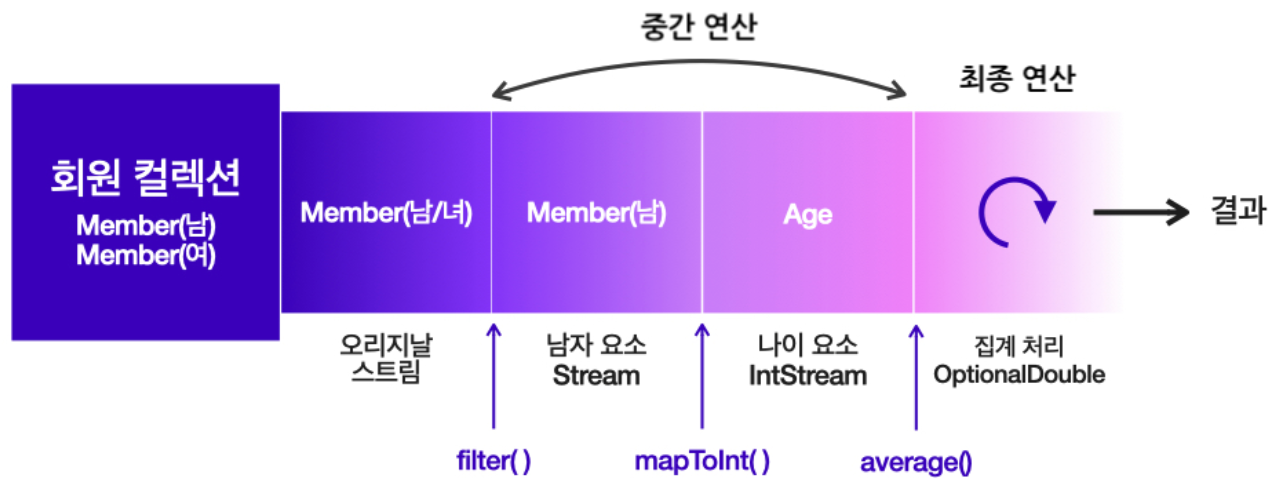 중간 연산
최종 연산
회원 컬렉션
Member(남)
Member(여)
Member(남/녀)
Member(남)
Age
결과
오리지날
스트림
남자 요소
Stream
나이 요소
IntStream
집계 처리
OptionalDouble
filter( )
mapToInt( )
average()